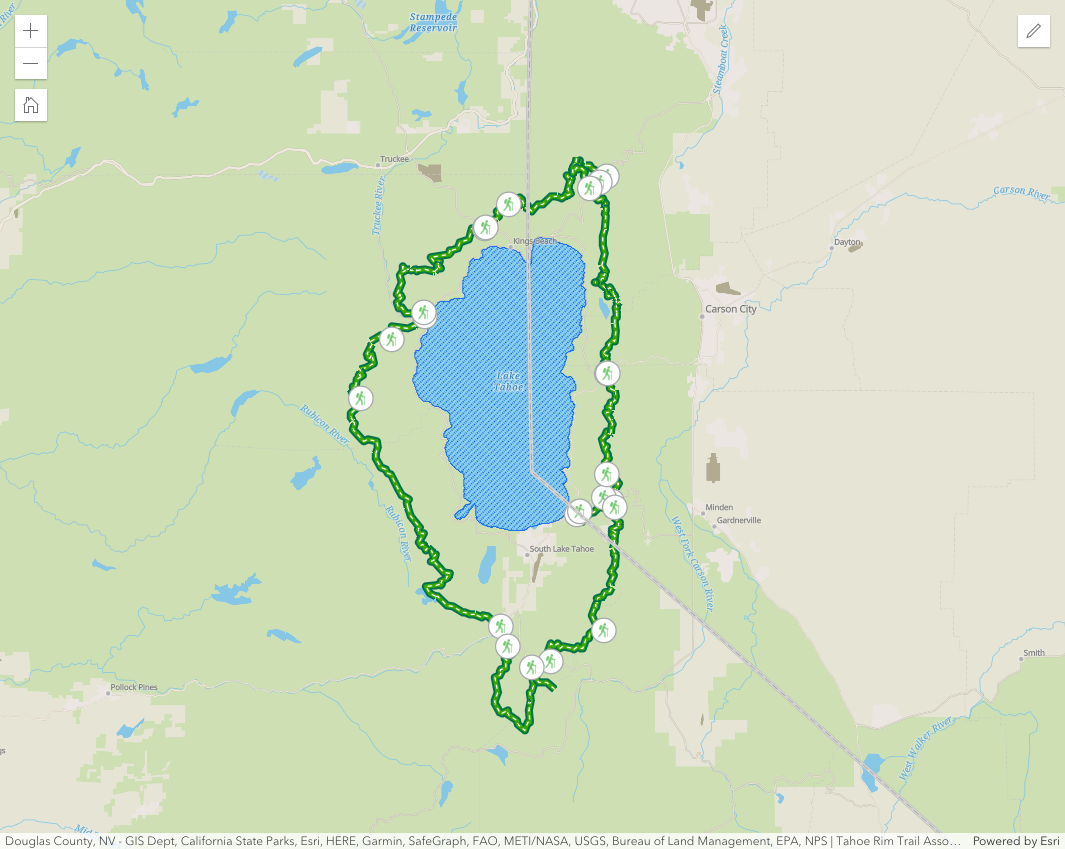 River
Stampede
Reservoir
Steamboat Creek
Truckee
Truckee River
Carson River
Kings Beach
Dayton
Carson City
Lake
Tahoe
Rubicon River
Rubicon River
Minden
Gardnerville
West Fork Carson River
South Lake Tahoe
Smith
Pollock Pines
West Walker River
Douglas County, NV - GIS Dept, California State Parks, Esri, HERE, Garmin, SafeGraph, FAO, METI/NASA, USGS, Bureau of Land Management, EPA, NPS | Tahoe Rim Trail Asso… Powered by Esri